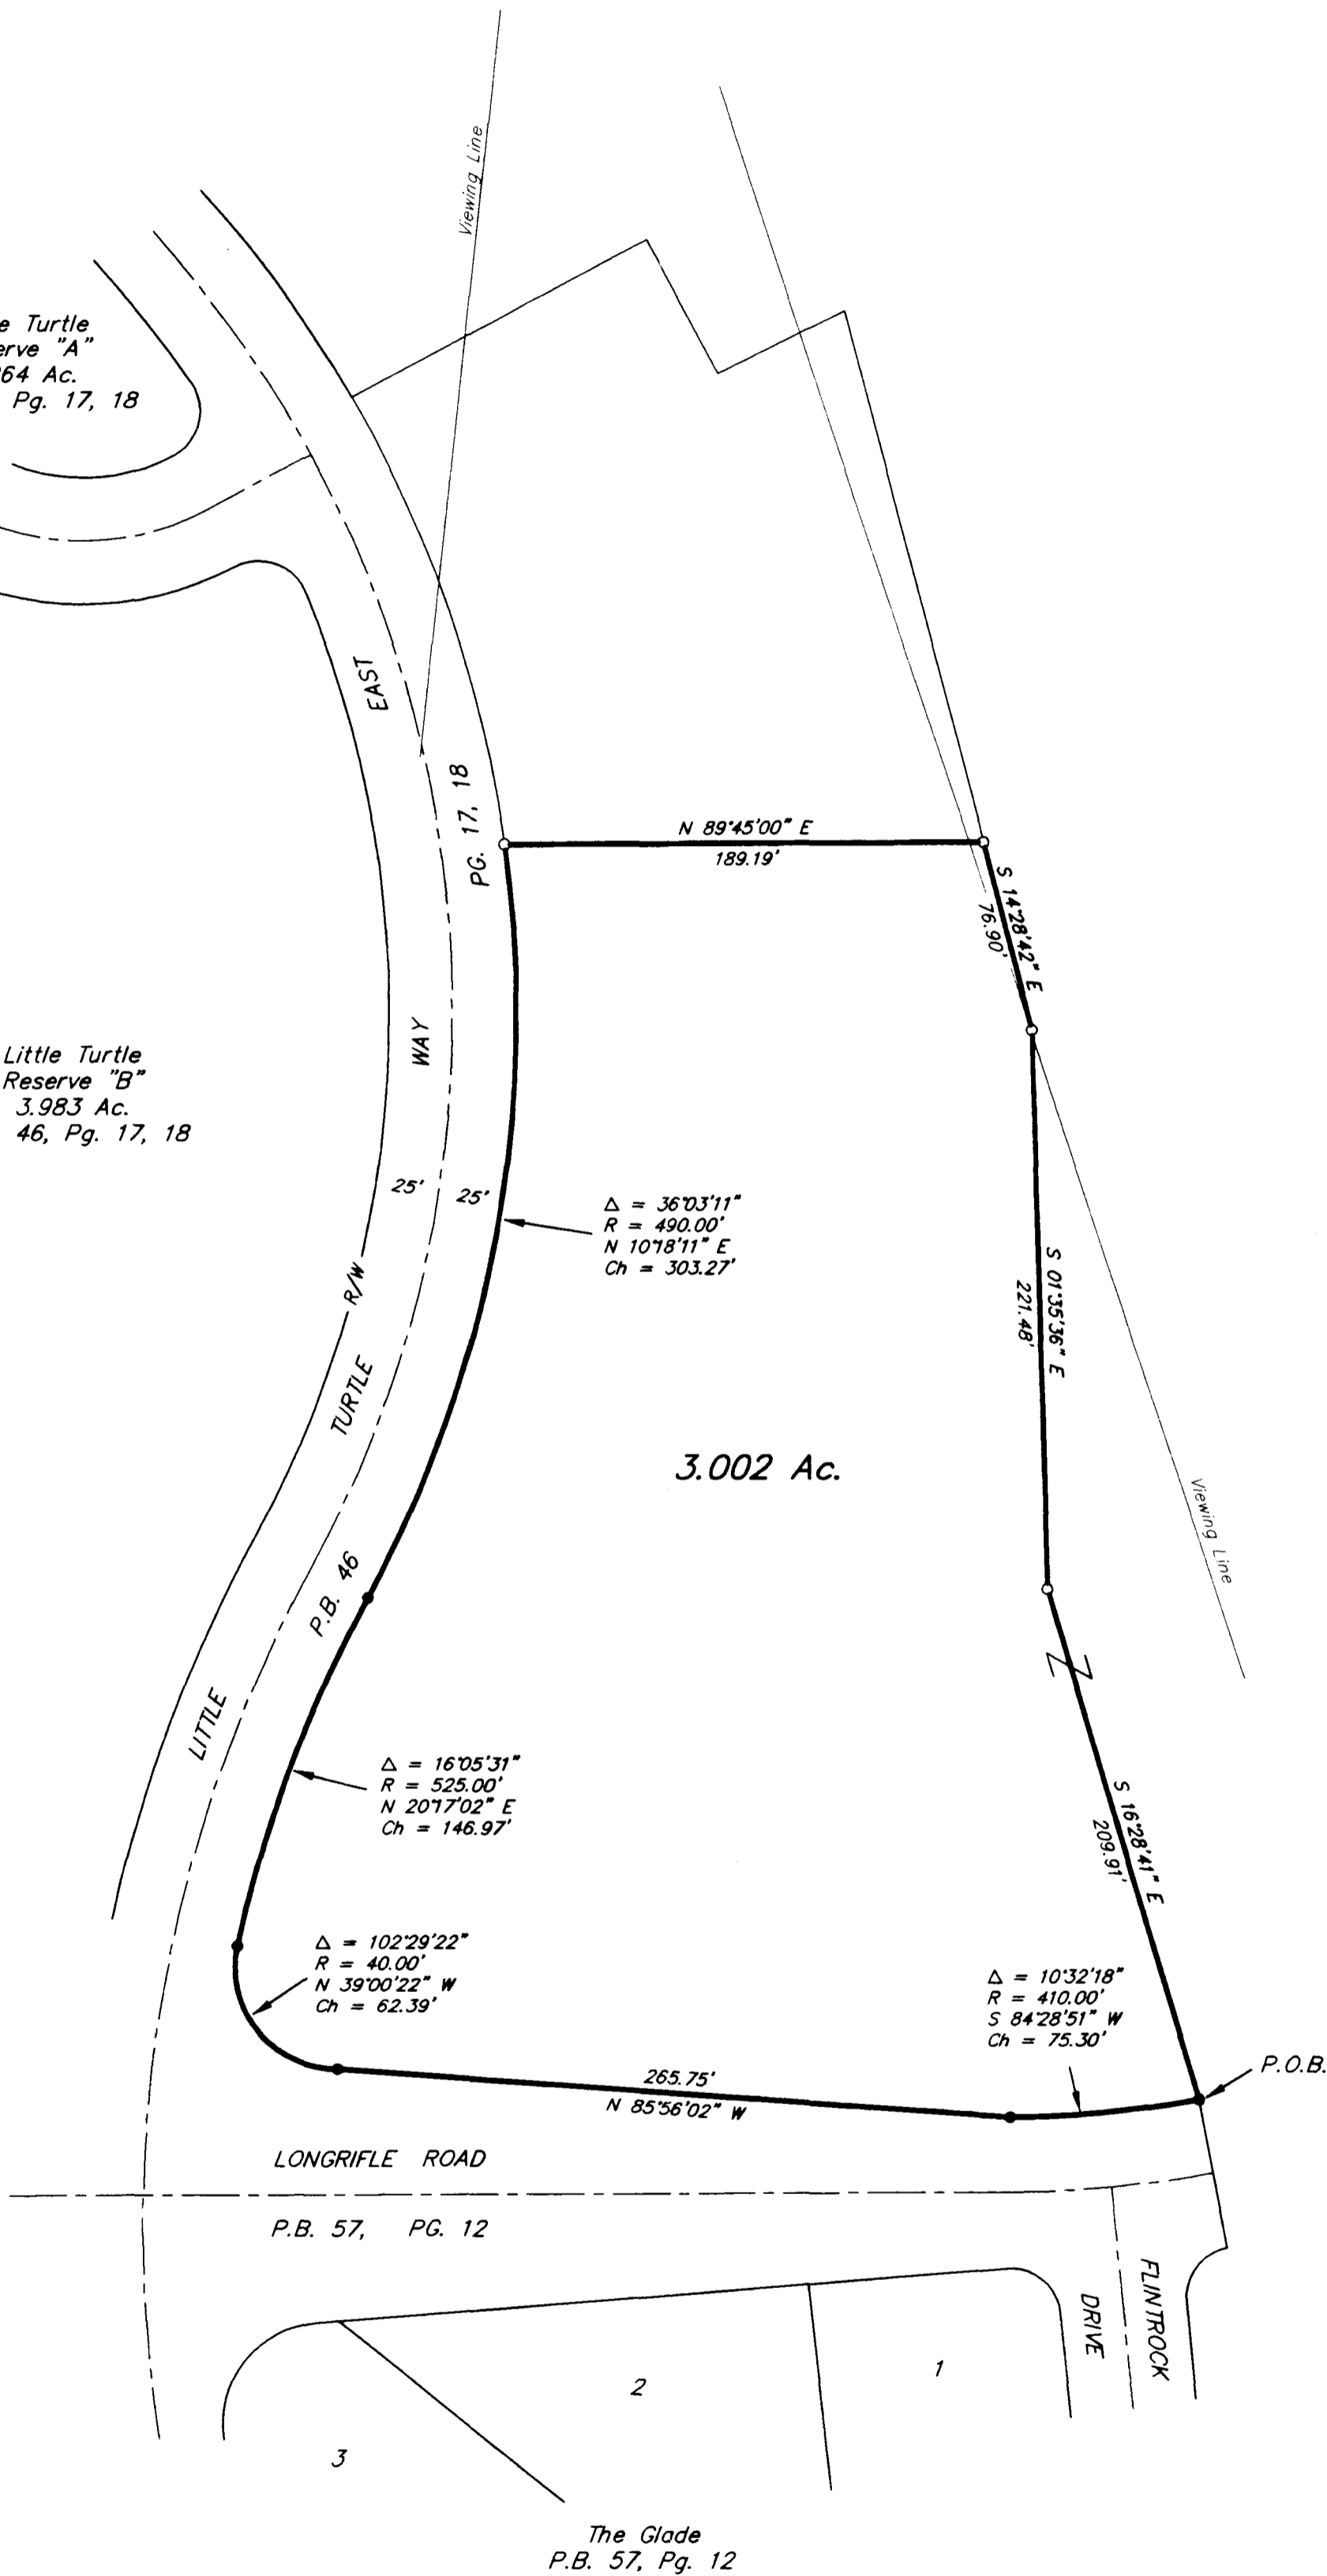 Viewing Line
e Turtle
erve "A"
64 Ac.
Pg. 17, 18
EAST
PG. 17, 18
N 89°45'00" E
189.19'
S 14°28'42" E
76.90'
WAY
Little Turtle
Reserve "B"
3.983 Ac.
46, Pg. 17, 18
25' 25'
Δ = 36°03'11"
R = 490.00'
N 10°18'11" E
Ch = 303.27'
S 01°35'36" E
221.48'
R/W
TURTLE
3.002 Ac.
Viewing Line
P.B. 46
LITTLE
Δ = 16°05'31"
R = 525.00'
N 20°17'02" E
Ch = 146.97'
S 16°28'41" E
209.91'
Δ = 102°29'22"
R = 40.00'
N 39°00'22" W
Ch = 62.39'
Δ = 10°32'18"
R = 410.00'
S 84°28'51" W
Ch = 75.30'
P.O.B.
265.75'
N 85°56'02" W
LONGRIFLE ROAD
P.B. 57, PG. 12
FLINTROCK
DRIVE
1
2
3
The Glade
P.B. 57, Pg. 12